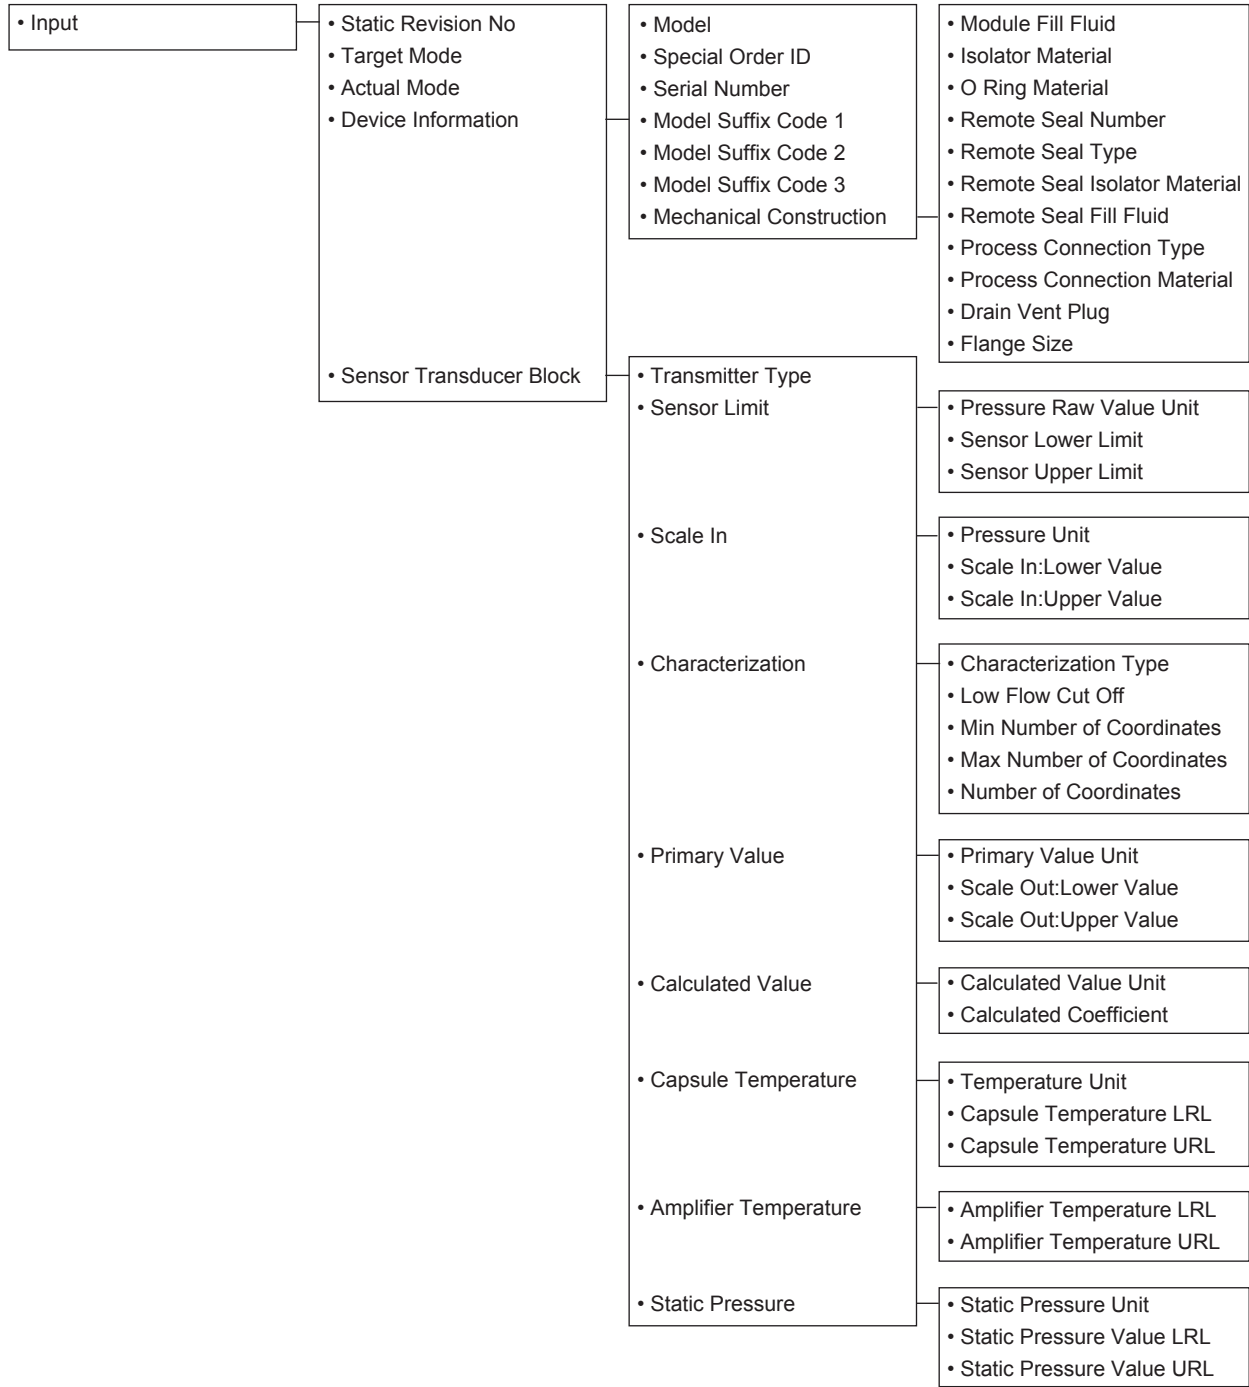 • Input
• Static Revision No
• Target Mode
• Actual Mode
• Device Information
• Sensor Transducer Block
• Model
• Special Order ID
• Serial Number
• Model Suffix Code 1
• Model Suffix Code 2
• Model Suffix Code 3
• Mechanical Construction
• Module Fill Fluid
• Isolator Material
• O Ring Material
• Remote Seal Number
• Remote Seal Type
• Remote Seal Isolator Material
• Remote Seal Fill Fluid
• Process Connection Type
• Process Connection Material
• Drain Vent Plug
• Flange Size
• Transmitter Type
• Sensor Limit
• Scale In
• Characterization
• Primary Value
• Calculated Value
• Capsule Temperature
• Amplifier Temperature
• Static Pressure
• Pressure Raw Value Unit
• Sensor Lower Limit
• Sensor Upper Limit
• Pressure Unit
• Scale In:Lower Value
• Scale In:Upper Value
• Characterization Type
• Low Flow Cut Off
• Min Number of Coordinates
• Max Number of Coordinates
• Number of Coordinates
• Primary Value Unit
• Scale Out:Lower Value
• Scale Out:Upper Value
• Calculated Value Unit
• Calculated Coefficient
• Temperature Unit
• Capsule Temperature LRL
• Capsule Temperature URL
• Amplifier Temperature LRL
• Amplifier Temperature URL
• Static Pressure Unit
• Static Pressure Value LRL
• Static Pressure Value URL